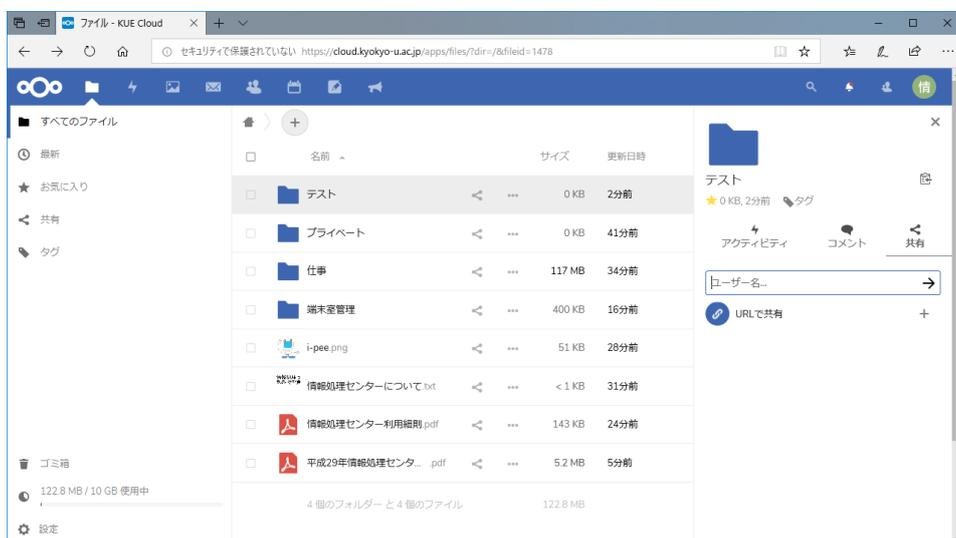 ファイル - KUE Cloud
セキュリティで保護されていない https://cloud.kyokyo-u.ac.jp/apps/files/?dir=/&fileid=1478
情
すべてのファイル
最新
お気に入り
共有
タグ
ゴミ箱
122.8 MB / 10 GB 使用中
設定
名前 サイズ 更新日時
テスト 0 KB 2分前
プライベート 0 KB 41分前
仕事 117 MB 34分前
端末室管理 400 KB 16分前
i-pee.png 51 KB 28分前
情報処理センターについて.txt < 1 KB 31分前
情報処理センター利用細則.pdf 143 KB 24分前
平成29年情報処理センタ... .pdf 5.2 MB 5分前
4 個のフォルダー と 4 個のファイル 122.8 MB
テスト
0 KB, 2分前 タグ
アクティビティ コメント 共有
ユーザー名...
URLで共有